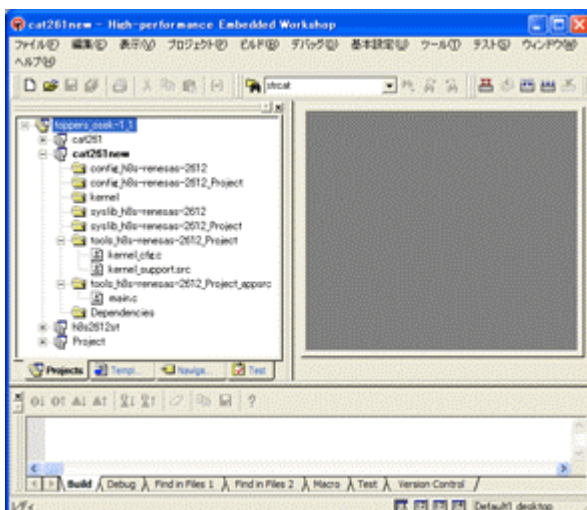 cat261new - High-performance Embedded Workshop
ファイル(F) 編集(E) 表示(V) プロジェクト(P) ビルド(B) デバッグ(D) 基本設定(U) ツール(T) テスト(S) ウィンドウ(W)
ヘルプ(H)
strcat
toppers_osek-1_1
cat261
cat261new
config_h8s-renesas-2612
config_h8s-renesas-2612_Project
kernel
syslib_h8s-renesas-2612
syslib_h8s-renesas-2612_Project
tools_h8s-renesas-2612_Project
kernel_cfg.c
kernel_support.src
tools_h8s-renesas-2612_Project_appsrc
main.c
Dependencies
h8s2612st
Project
Projects Templ... Naviga... Test
Build Debug Find in Files 1 Find in Files 2 Macro Test Version Control
レディ Default1 desktop